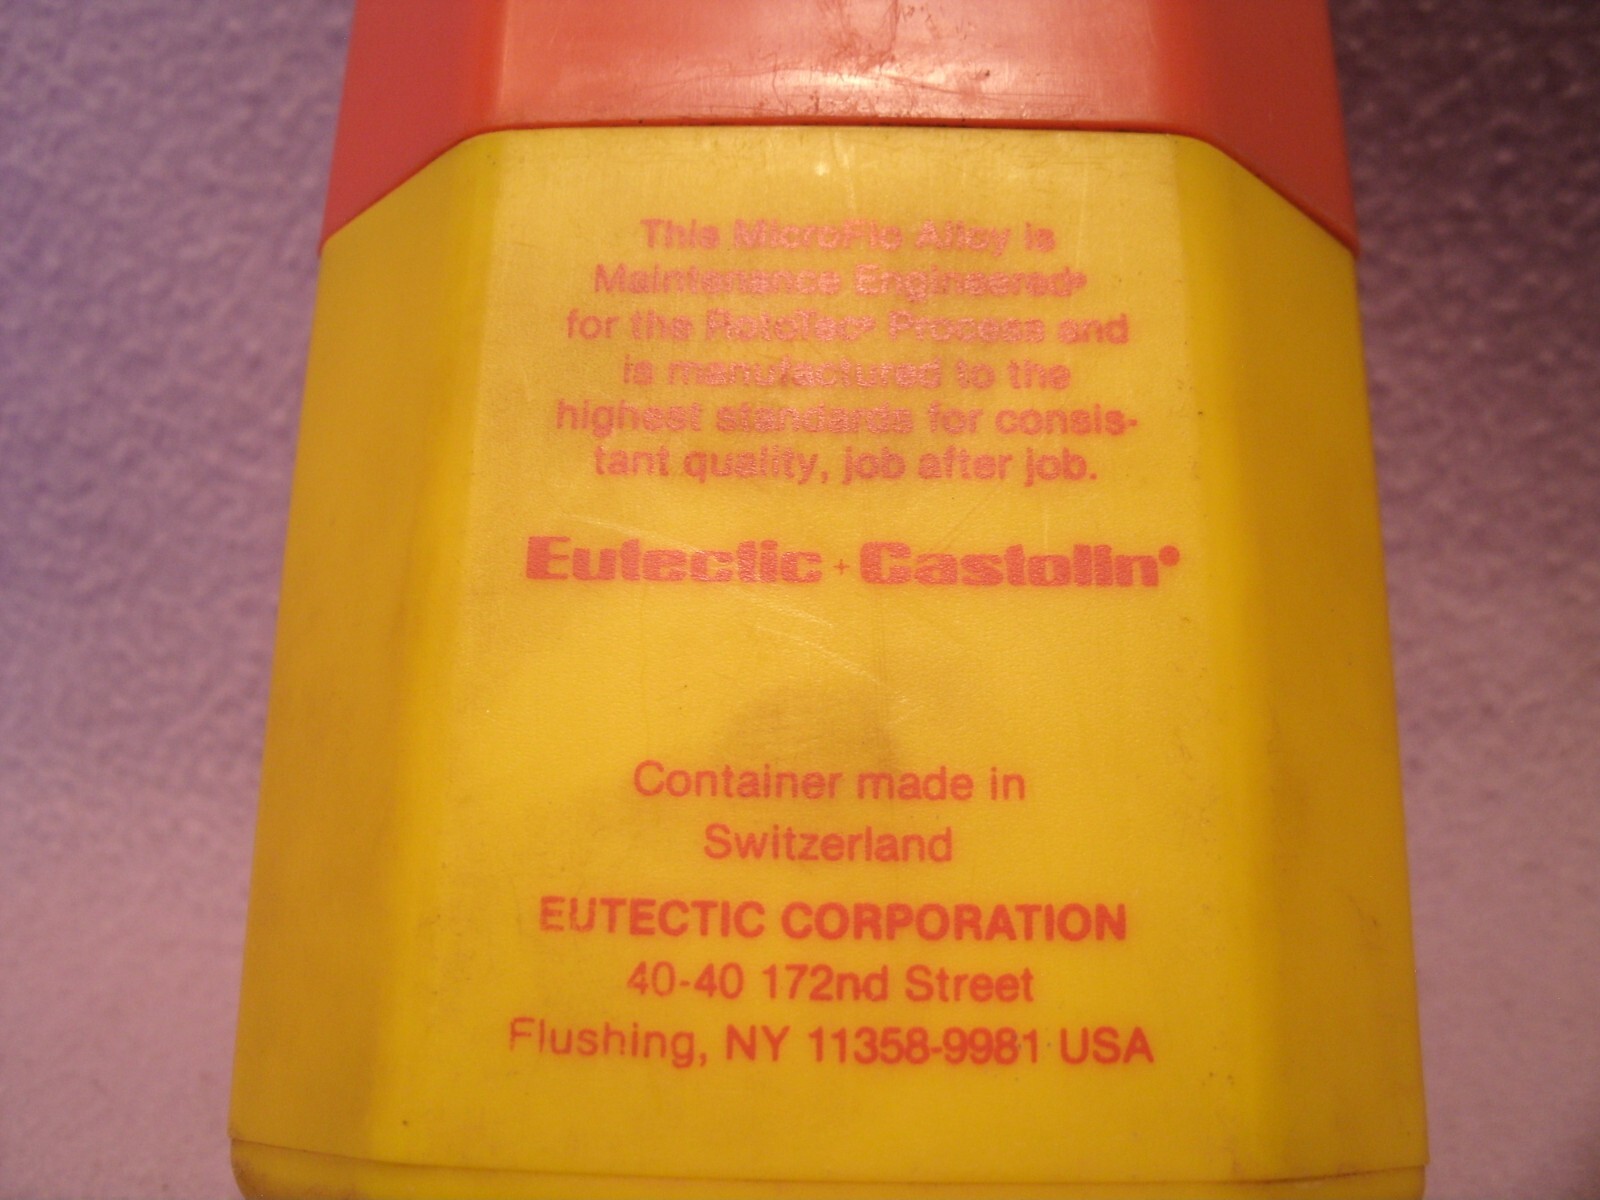 This MicroFlo Alloy is
Maintenance Engineered®
for the RotoTec® Process and
is manufactured to the
highest standards for consis-
tant quality, job after job.
Eutectic + Castolin®
Container made in
Switzerland
EUTECTIC CORPORATION
40-40 172nd Street
Flushing, NY 11358-9981 USA